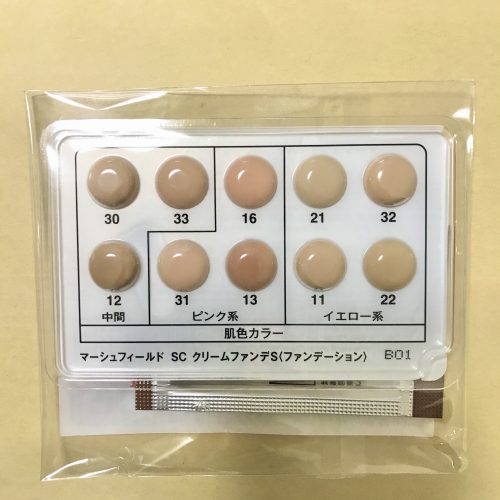 30 33 16 21 32
12 31 13 11 22
中間 ピンク系 イエロー系
肌色カラー
マーシュフィールド SC クリームファンデS〈ファンデーション〉 B01